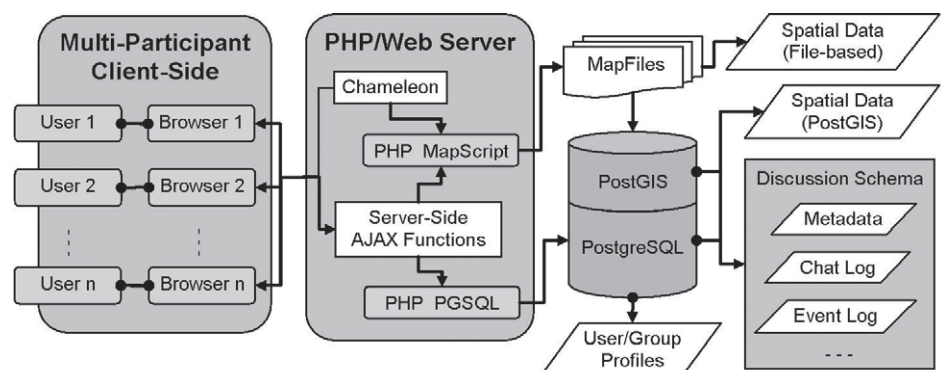 Multi-Participant
Client-Side
User 1
Browser 1
User 2
Browser 2
User n
Browser n
PHP/Web Server
Chameleon
PHP MapScript
Server-Side
AJAX Functions
PHP PGSQL
MapFiles
PostGIS
PostgreSQL
User/Group
Profiles
Spatial Data
(File-based)
Spatial Data
(PostGIS)
Discussion Schema
Metadata
Chat Log
Event Log
- - -